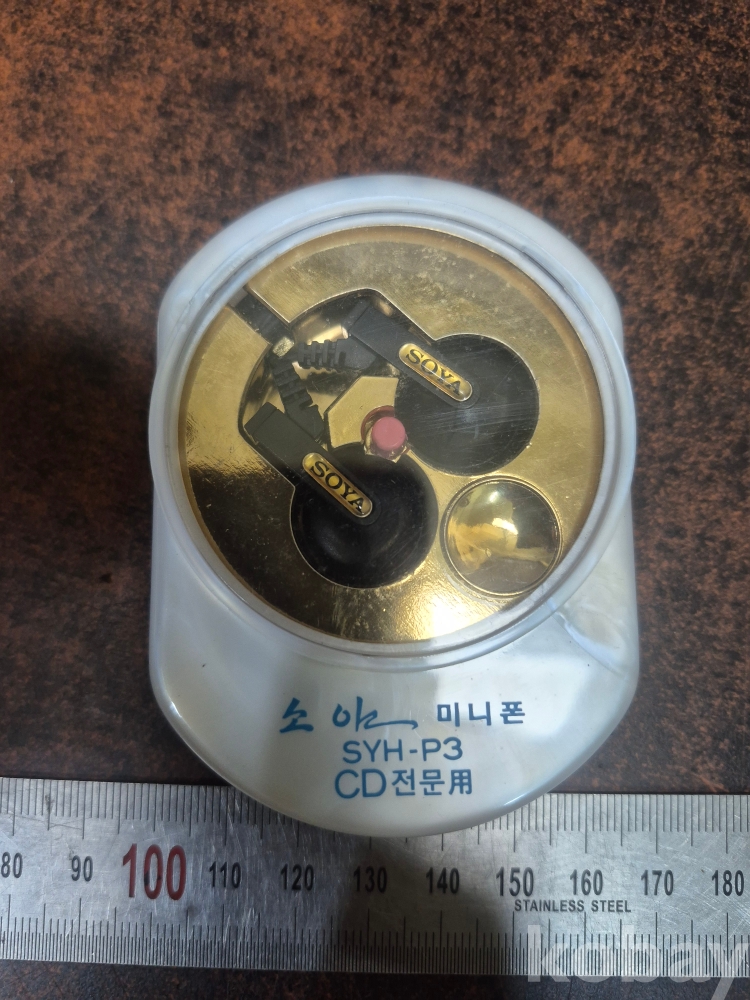 SOYA
SOYA
소야 미니폰
SYH-P3
CD전문用
80 90 100 110 120 130 140 150 160 170 180
STAINLESS STEEL
kobay